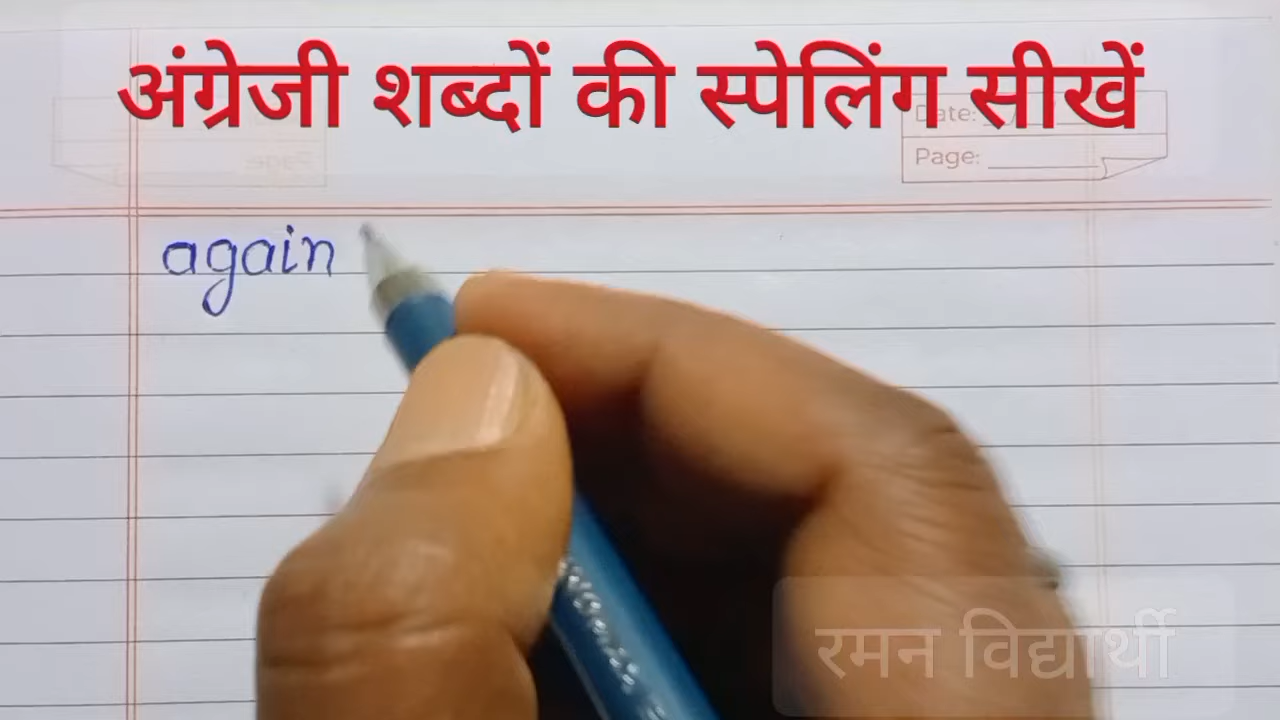 अंग्रेजी शब्दों की स्पेलिंग सीखें
Date:
Page:
again
रमन विद्यार्थी